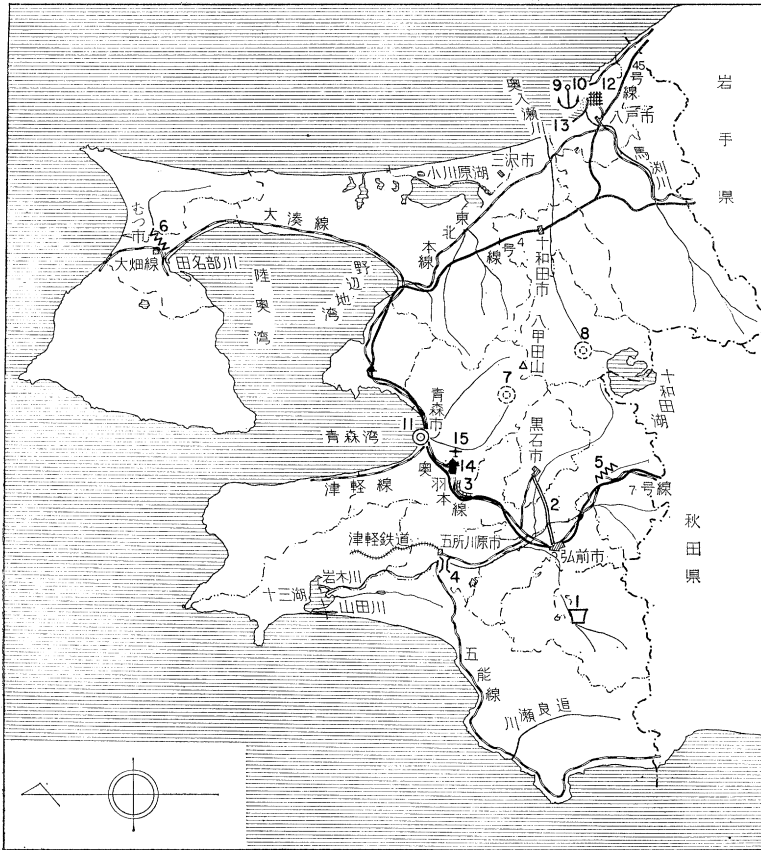 岩手県
45号線
9 10 12
13
奥入瀬川
八戸市
馬渕川
三沢市
小川原湖
東北本線
4号線
十和田市
むつ市
6
大湊線
大畑線
田名部川
陸奥湾
野辺地湾
八甲田山
8
7
十和田湖
青森市
11
青森湾
15
14
3
奥羽本線
黒石市
津軽線
2
5
7号線
秋田県
津軽鉄道
五所川原市
弘前市
4
岩木川
十三湖
山田川
1
五能線
追良瀬川